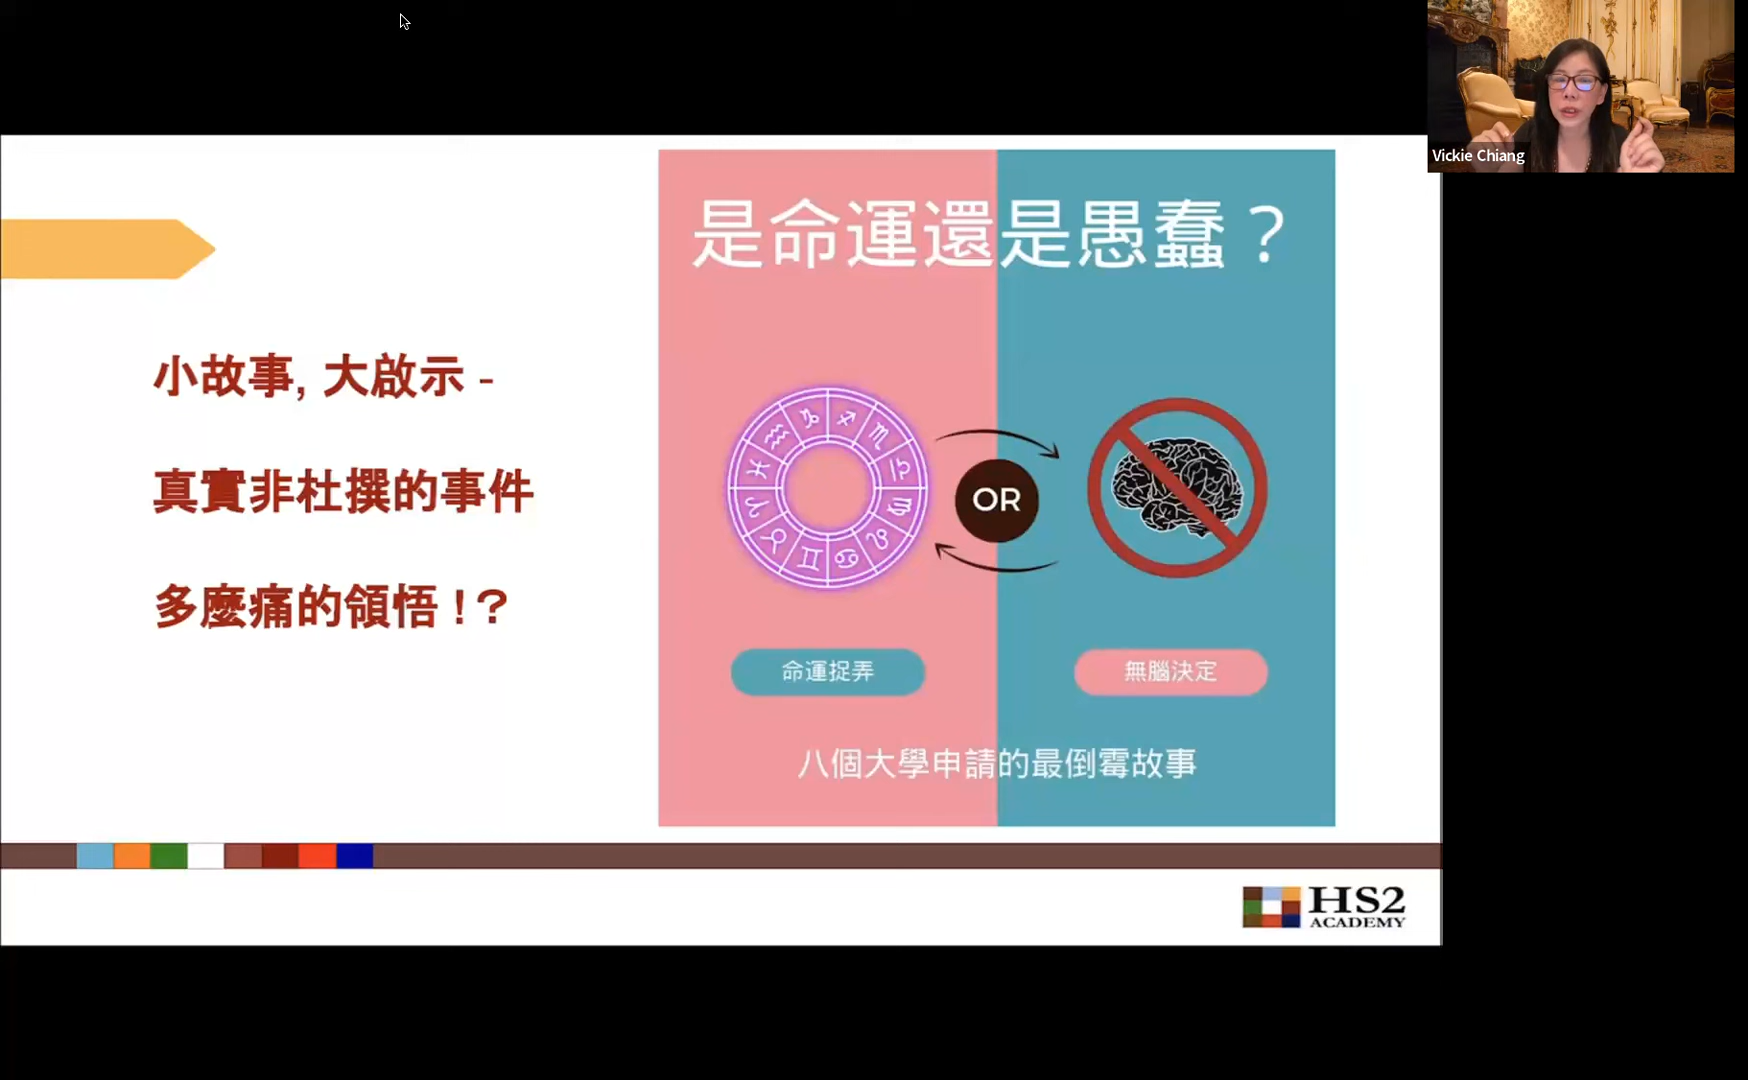 Vickie Chiang
小故事, 大啟示 -
真實非杜撰的事件
多麼痛的領悟!?
是命運還是愚蠢?
OR
命運捉弄
無腦決定
八個大學申請的最倒霉故事
HS2
ACADEMY